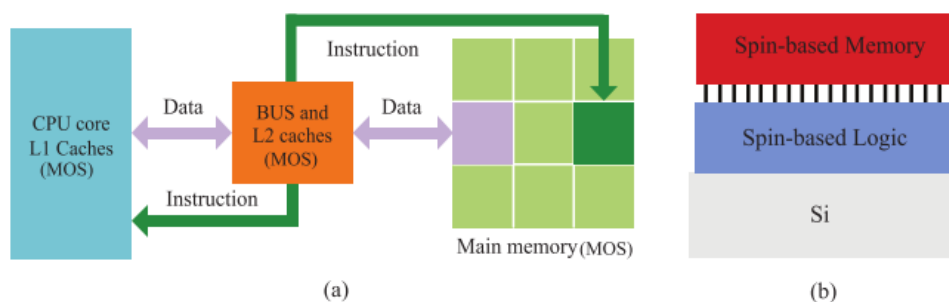 Instruction
Spin-based Memory
Data
Data
CPU core
L1 Caches
(MOS)
BUS and
L2 caches
(MOS)
Spin-based Logic
Instruction
Si
Main memory (MOS)
(a)
(b)